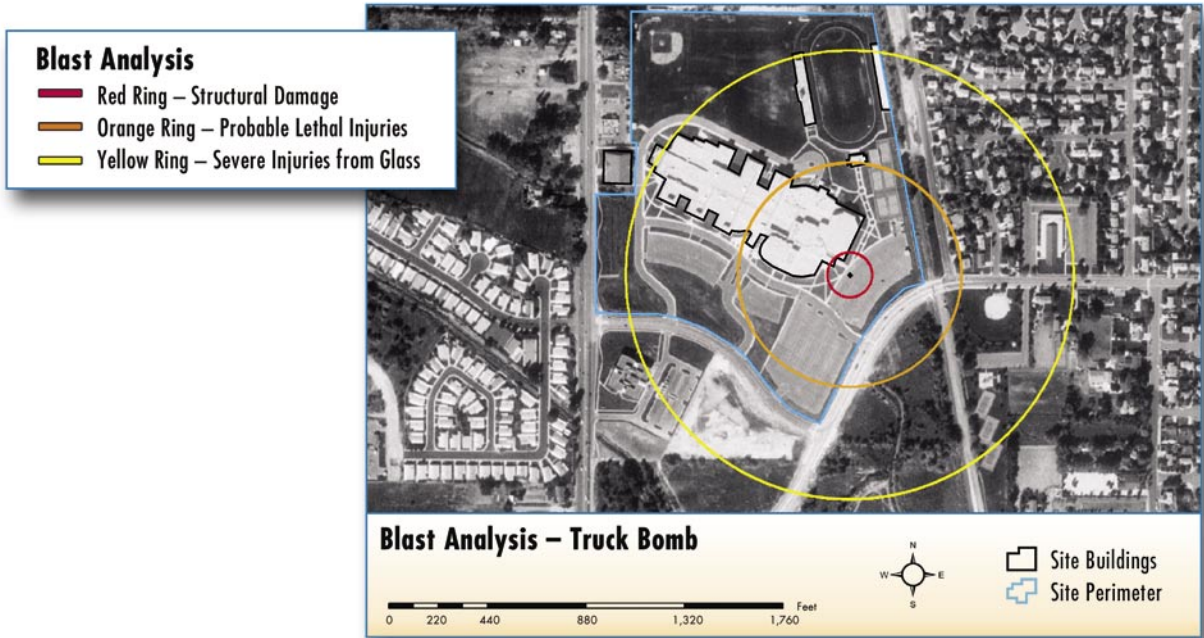 Blast Analysis
Red Ring – Structural Damage
Orange Ring – Probable Lethal Injuries
Yellow Ring – Severe Injuries from Glass
Blast Analysis – Truck Bomb
N
W E
S
Site Buildings
Site Perimeter
Feet
0 220 440 880 1,320 1,760